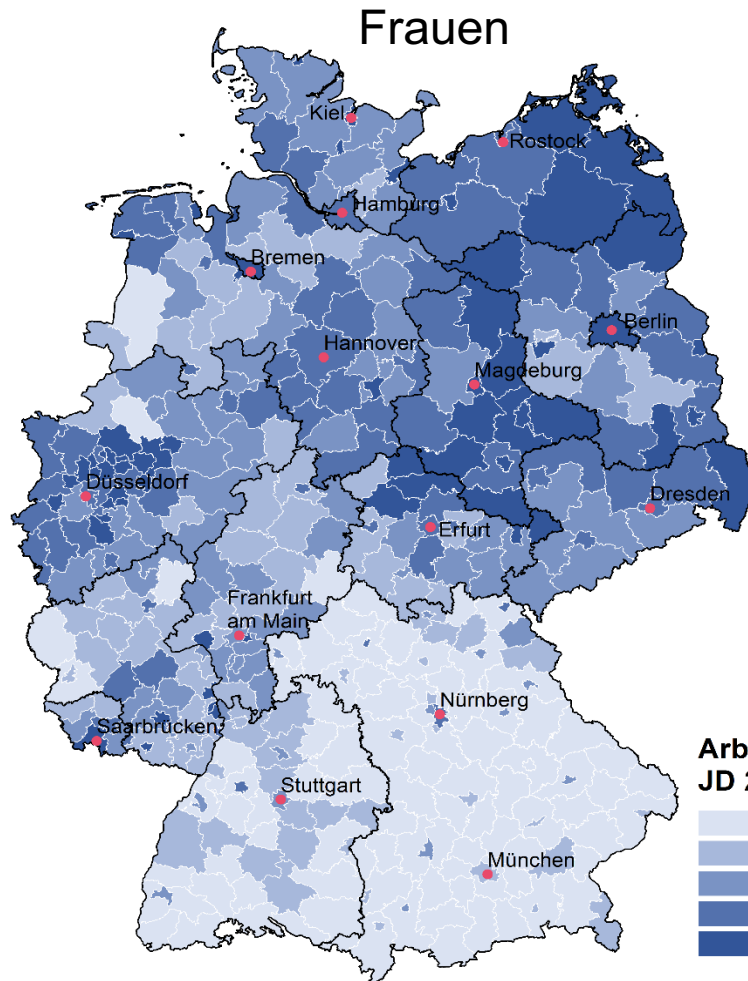 Frauen
Kiel
Rostock
Hamburg
Bremen
Berlin
Hannover
Magdeburg
Düsseldorf
Dresden
Erfurt
Frankfurt
am Main
Nürnberg
Saarbrücken
Stuttgart
Arb
JD 2
München